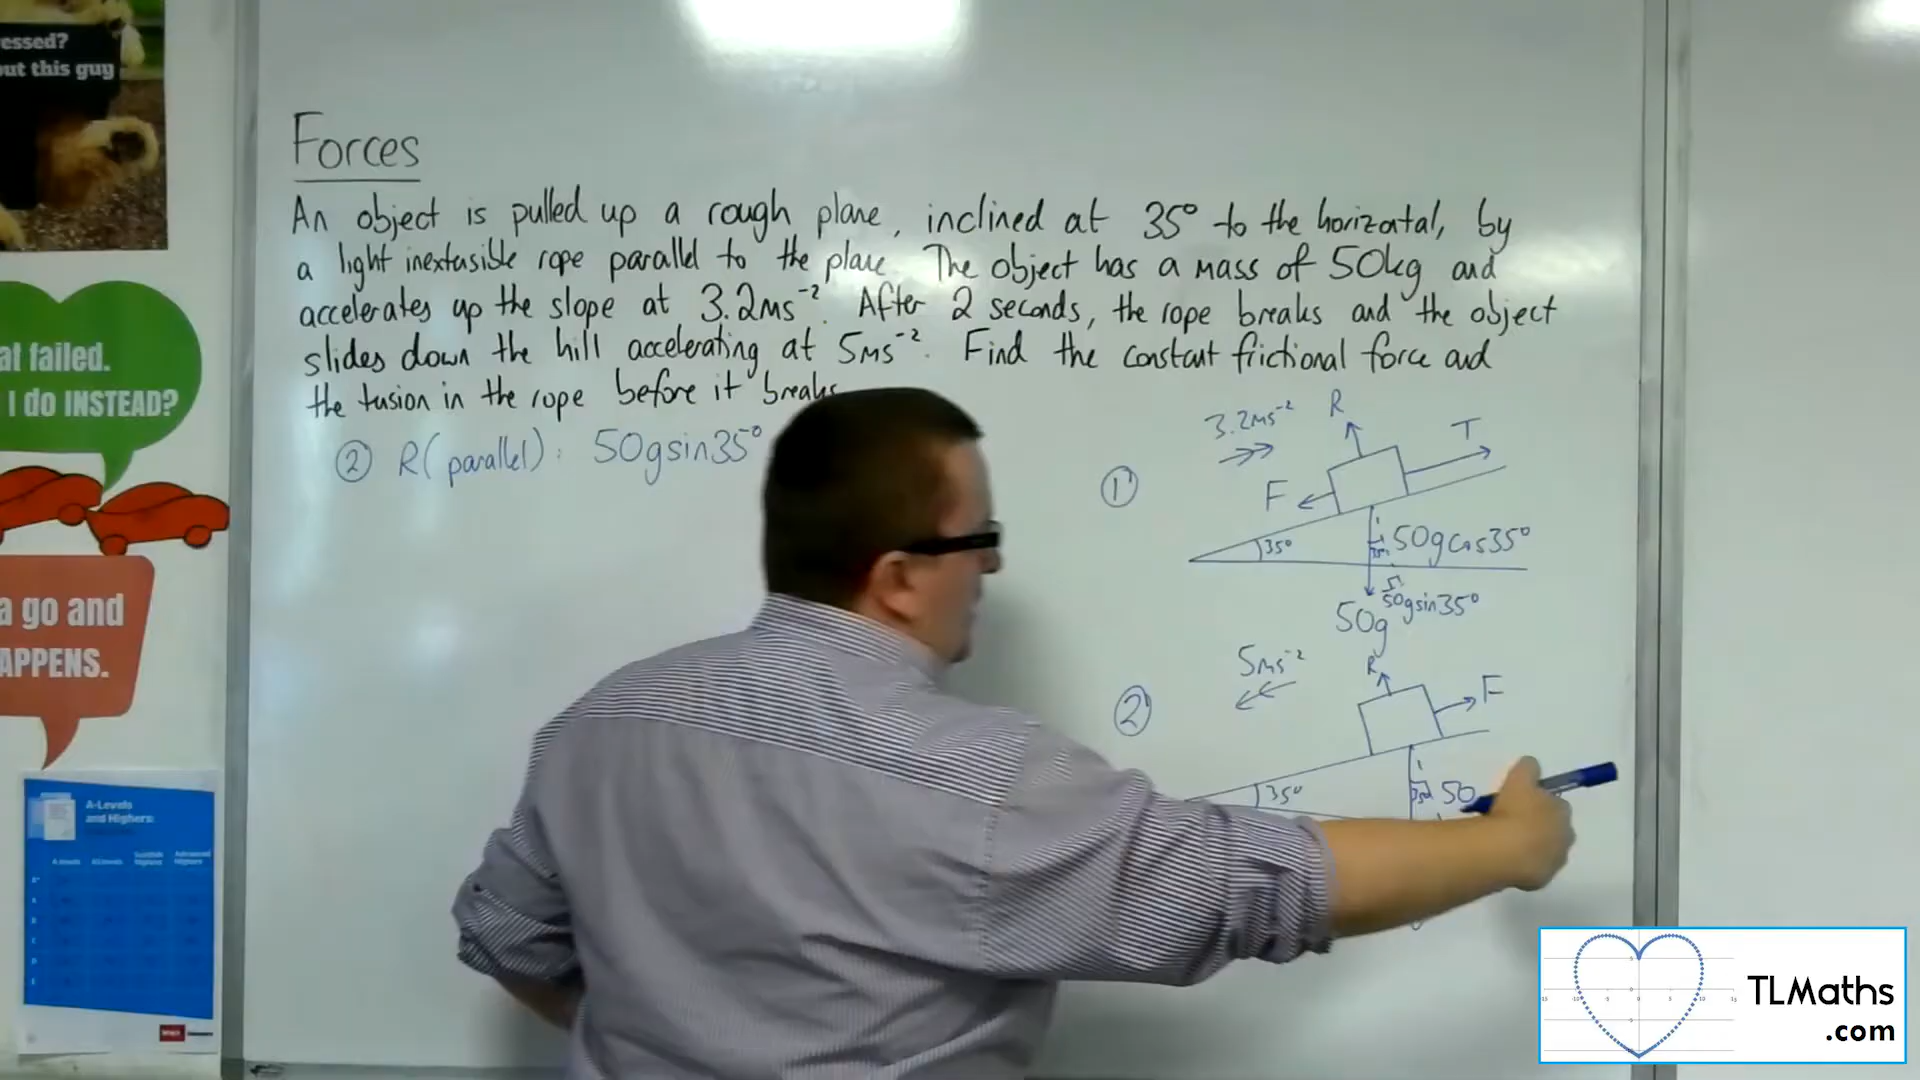 essed?
out this guy
at failed.
I do INSTEAD?
a go and
APPENS.
A-Levels
and Highers:
Forces
An object is pulled up a rough plane, inclined at 35° to the horizontal, by
a light inextensible rope parallel to the plane. The object has a mass of 50kg and
accelerates up the slope at 3.2ms⁻². After 2 seconds, the rope breaks and the object
slides down the hill accelerating at 5ms⁻². Find the constant frictional force and
the tension in the rope before it breaks
② R(parallel): 50gsin35°
①
3.2ms⁻²
R
T
F
35°
50gcos35°
50gsin35°
50g
②
5ms⁻²
R
F
35°
35°
50
TLMaths
.com